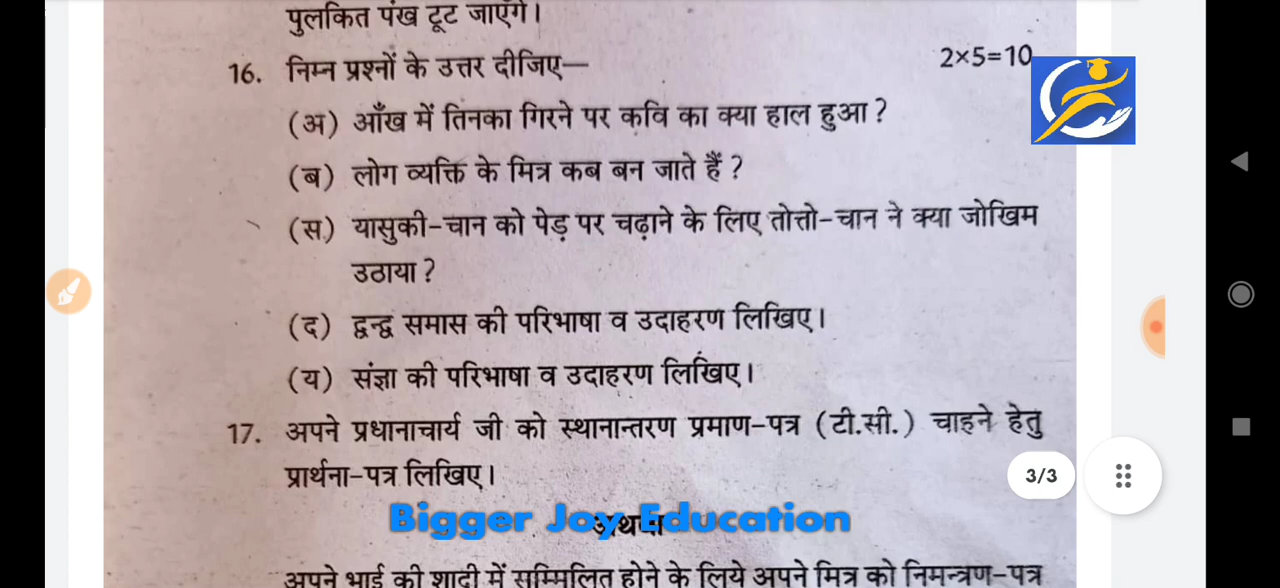 पुलकित पंख टूट जाएँगे।
16. निम्न प्रश्नों के उत्तर दीजिए— 2×5=10
(अ) आँख में तिनका गिरने पर कवि का क्या हाल हुआ ?
(ब) लोग व्यक्ति के मित्र कब बन जाते हैं ?
(स) यासुकी-चान को पेड़ पर चढ़ाने के लिए तोत्तो-चान ने क्या जोखिम
उठाया ?
(द) द्वन्द्व समास की परिभाषा व उदाहरण लिखिए।
(य) संज्ञा की परिभाषा व उदाहरण लिखिए।
17. अपने प्रधानाचार्य जी को स्थानान्तरण प्रमाण-पत्र (टी.सी.) चाहने हेतु
प्रार्थना-पत्र लिखिए।
3/3
Bigger Joy Education
अथवा
अपने भाई की शादी में सम्मिलित होने के लिये अपने मित्र को निमन्त्रण-पत्र